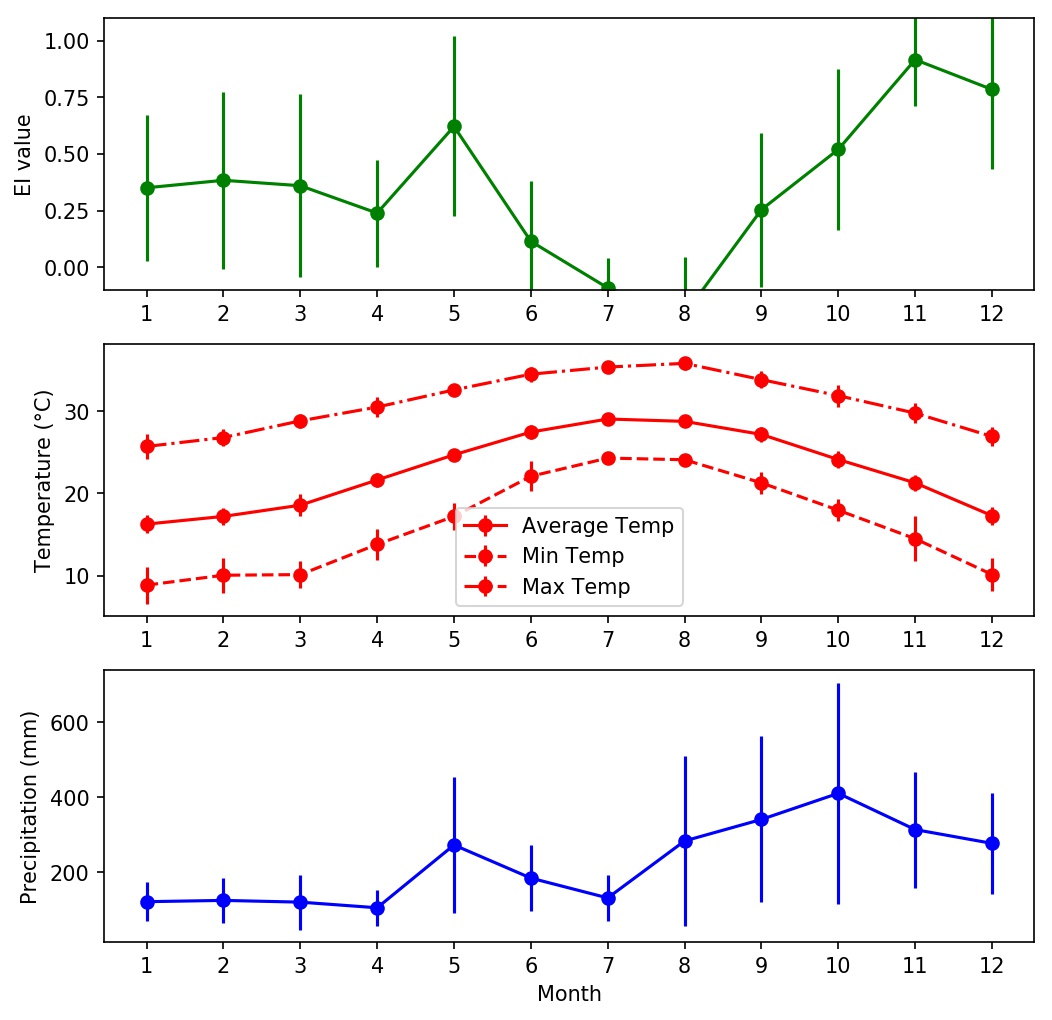 1.00
0.75
0.50
0.25
0.00
EI value
1 2 3 4 5 6 7 8 9 10 11 12
30
20
10
Temperature (°C)
Average Temp
Min Temp
Max Temp
1 2 3 4 5 6 7 8 9 10 11 12
600
400
200
Precipitation (mm)
1 2 3 4 5 6 7 8 9 10 11 12
Month